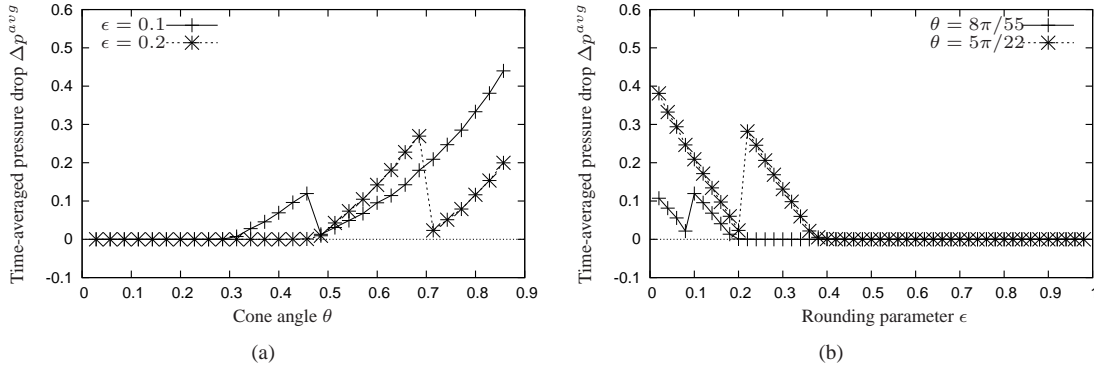 Time-averaged pressure drop Δp^{avg}
0.6
0.5
0.4
0.3
0.2
0.1
0
-0.1
ϵ = 0.1
ϵ = 0.2
0 0.1 0.2 0.3 0.4 0.5 0.6 0.7 0.8 0.9
Cone angle θ
(a)
Time-averaged pressure drop Δp^{avg}
0.6
0.5
0.4
0.3
0.2
0.1
0
-0.1
θ = 8π/55
θ = 5π/22
0 0.1 0.2 0.3 0.4 0.5 0.6 0.7 0.8 0.9 1
Rounding parameter ϵ
(b)